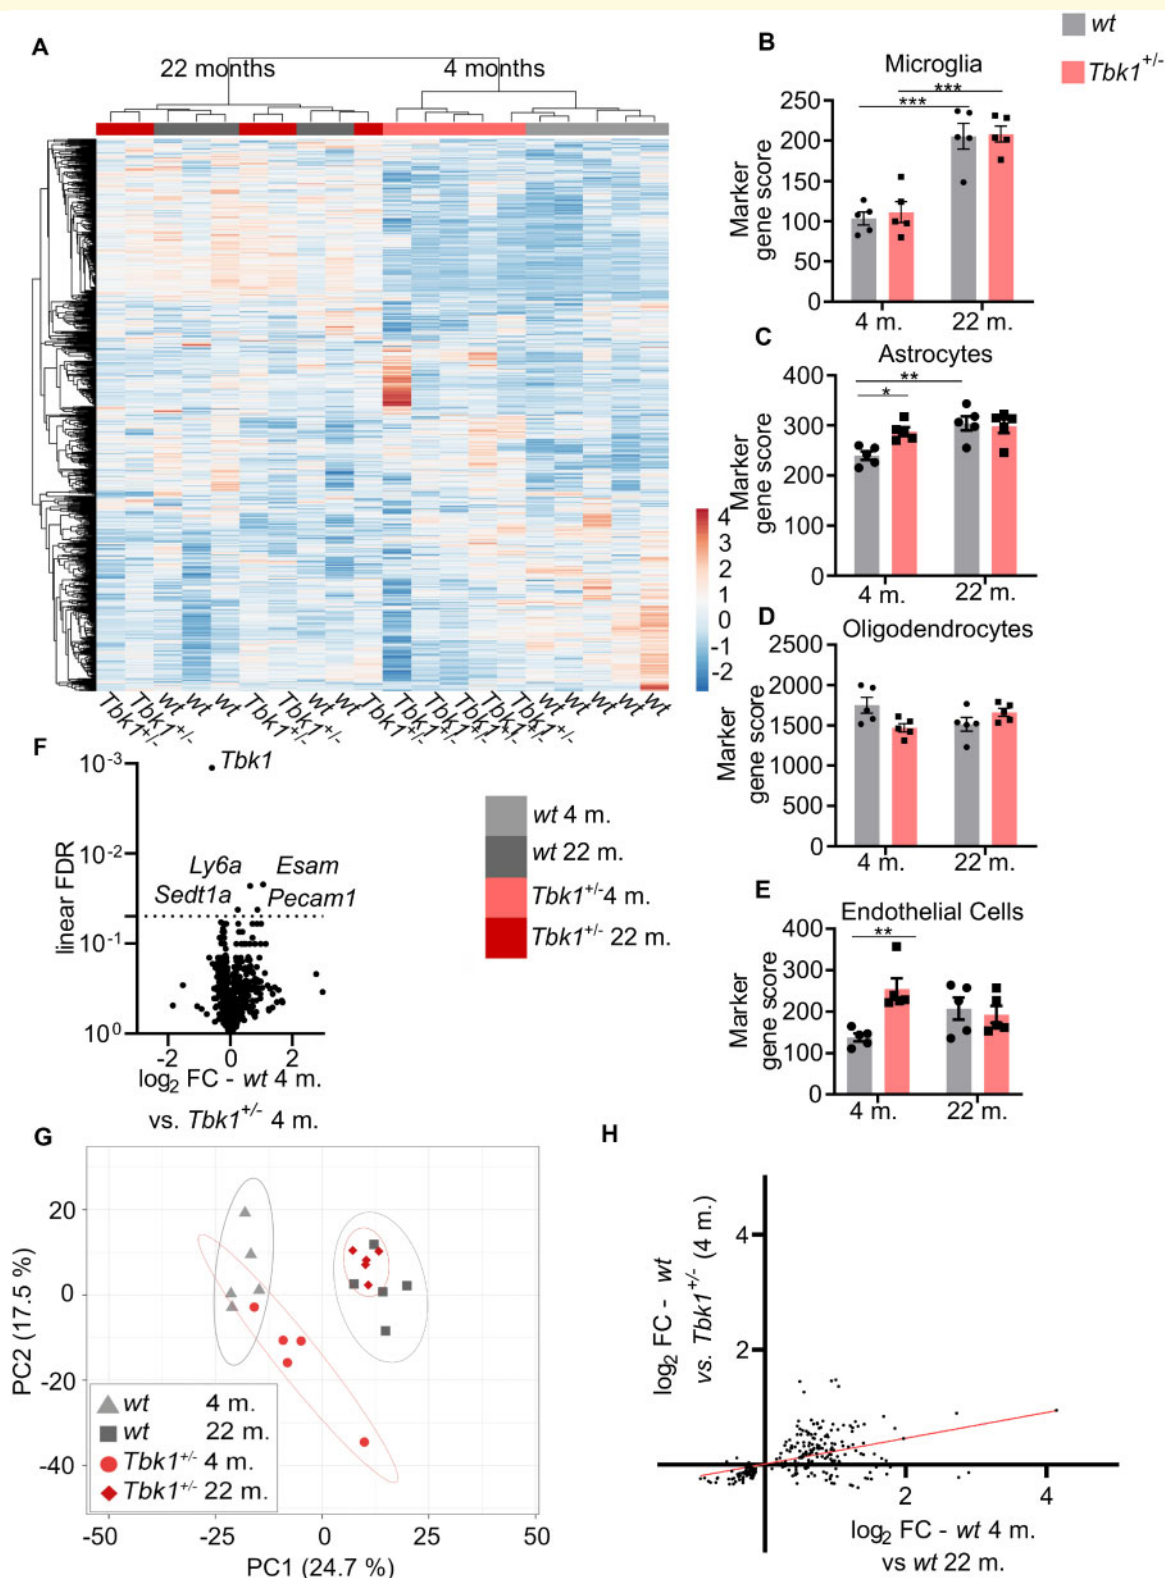 A
22 months
4 months
Tbk1+/-
Tbk1+/-
wt
wt
wt
Tbk1+/-
Tbk1+/-
wt
wt
Tbk1+/-
Tbk1+/-
Tbk1+/-
Tbk1+/-
Tbk1+/-
Tbk1+/-
wt
wt
wt
wt
wt
4
3
2
1
0
-1
-2
wt
Tbk1+/-
B
Microglia
***
***
Marker
gene score
250
200
150
100
50
0
4 m.
22 m.
C
Astrocytes
**
*
Marker
gene score
400
300
200
100
0
4 m.
22 m.
D
Oligodendrocytes
Marker
gene score
2500
2000
1500
1000
500
0
4 m.
22 m.
E
Endothelial Cells
**
Marker
gene score
400
300
200
100
0
4 m.
22 m.
F
linear FDR
10-3
10-2
10-1
100
Tbk1
Ly6a
Esam
Sedt1a
Pecam1
-2
0
2
log2 FC - wt 4 m.
vs. Tbk1+/- 4 m.
wt 4 m.
wt 22 m.
Tbk1+/- 4 m.
Tbk1+/- 22 m.
G
PC2 (17.5 %)
20
0
-20
-40
wt 4 m.
wt 22 m.
Tbk1+/- 4 m.
Tbk1+/- 22 m.
-50
-25
0
25
50
PC1 (24.7 %)
H
log2 FC - wt
vs. Tbk1+/- (4 m.)
4
2
2
4
log2 FC - wt 4 m.
vs wt 22 m.